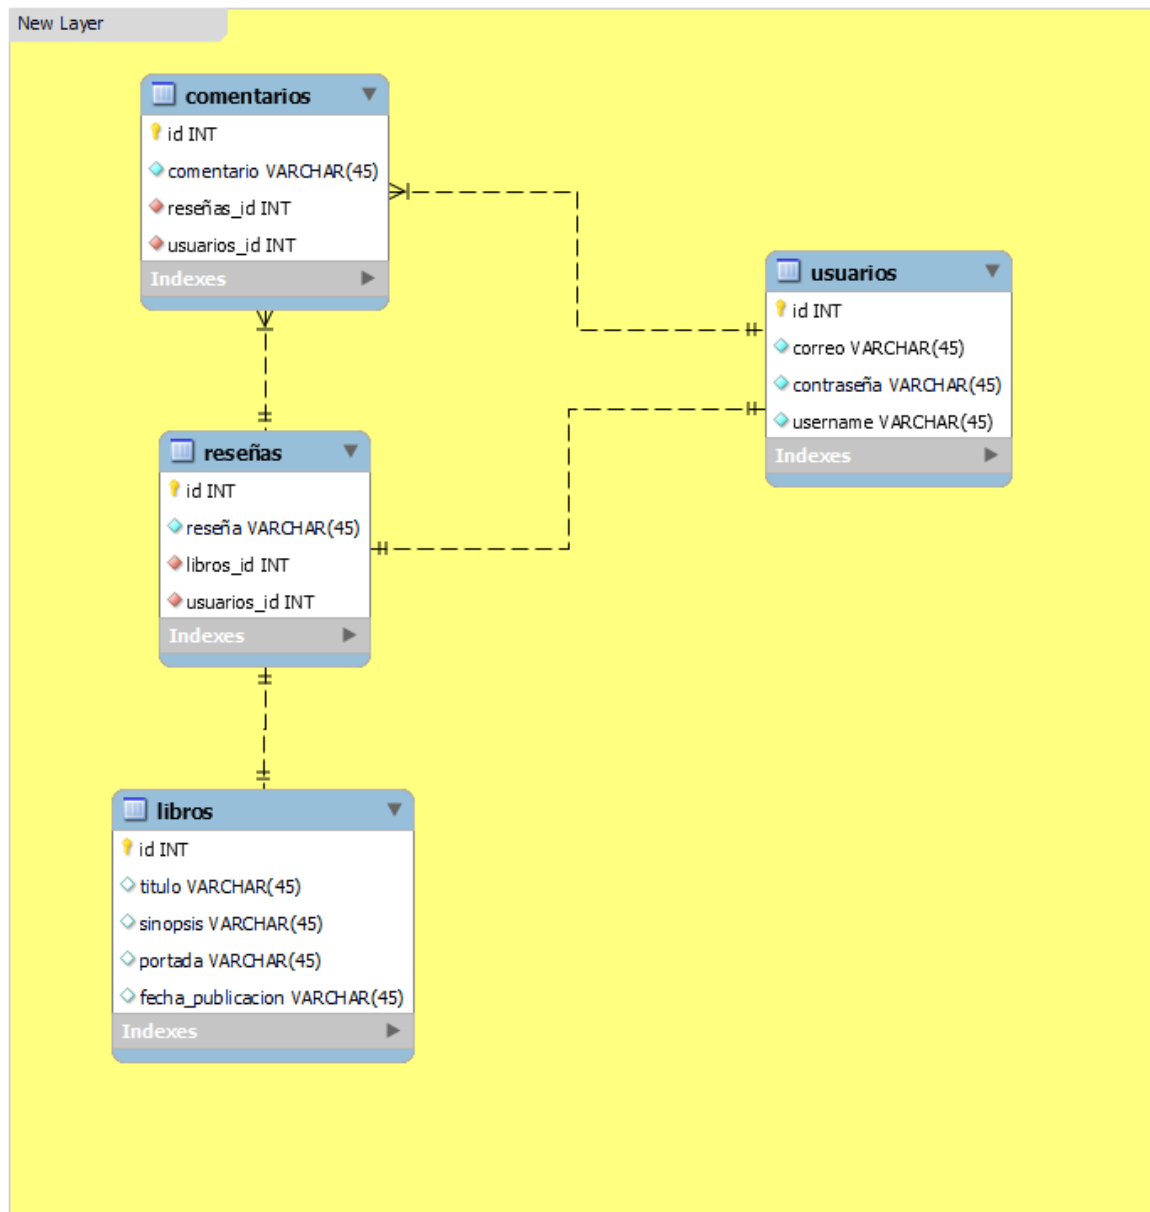 New Layer
comentarios
id INT
comentario VARCHAR(45)
reseñas_id INT
usuarios_id INT
Indexes
usuarios
id INT
correo VARCHAR(45)
contraseña VARCHAR(45)
username VARCHAR(45)
Indexes
reseñas
id INT
reseña VARCHAR(45)
libros_id INT
usuarios_id INT
Indexes
libros
id INT
titulo VARCHAR(45)
sinopsis VARCHAR(45)
portada VARCHAR(45)
fecha_publicacion VARCHAR(45)
Indexes